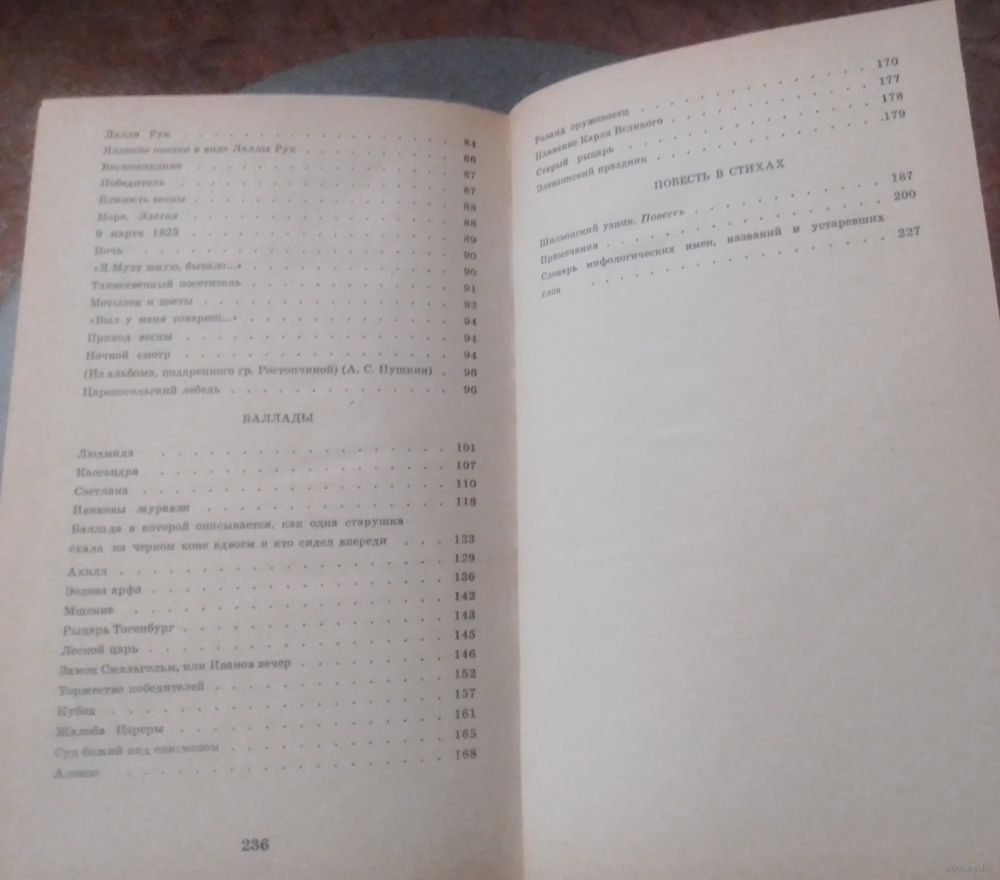 Лалла Рук . . . 84
Явление поэзии в виде Лаллы Рук . . . 86
Воспоминание . . . 87
Победитель . . . 87
Близость весны . . . 88
Море. Элегия . . . 88
9 марта 1823 . . . 89
Ночь . . . 90
«Я Музу юную, бывало...» . . . 90
Таинственный посетитель . . . 91
Мотылек и цветы . . . 92
«Был у меня товарищ...» . . . 94
Приход весны . . . 94
Ночной смотр . . . 94
(Из альбома, подаренного гр. Ростопчиной) (А. С. Пушкин) . 96
Царскосельский лебедь . . . 96
БАЛЛАДЫ
Людмила . . . 101
Кассандра . . . 107
Светлана . . . 110
Ивиковы журавли . . . 118
Баллада в которой описывается, как одна старушка
ехала на черном коне вдвоем и кто сидел впереди . . . 123
Ахилл . . . 129
Эолова арфа . . . 136
Мщение . . . 142
Рыцарь Тогенбург . . . 143
Лесной царь . . . 145
Замок Смальгольм, или Иванов вечер . . . 146
Торжество победителей . . . 152
Кубок . . . 157
Жалоба Цереры . . . 161
Суд божий над епископом . . . 165
Алонзо . . . 168
236
Роланд оруженосец . . . 170
Плавание Карла Великого . . . 177
Старый рыцарь . . . 178
Элевзинский праздник . . . 179
ПОВЕСТЬ В СТИХАХ
Шильонский узник. Повесть . . . 187
Примечания . . . 200
Словарь мифологических имен, названий и устаревших
слов . . . 227
www.ay.by